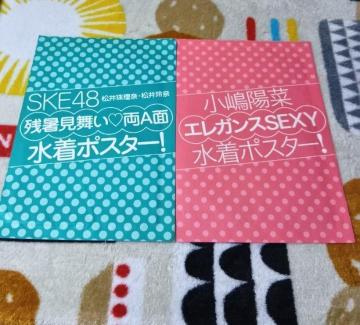 SKE48 松井珠理奈・松井玲奈
残暑見舞い♡両A面
水着ポスター!
小嶋陽菜
エレガンスSEXY
水着ポスター!